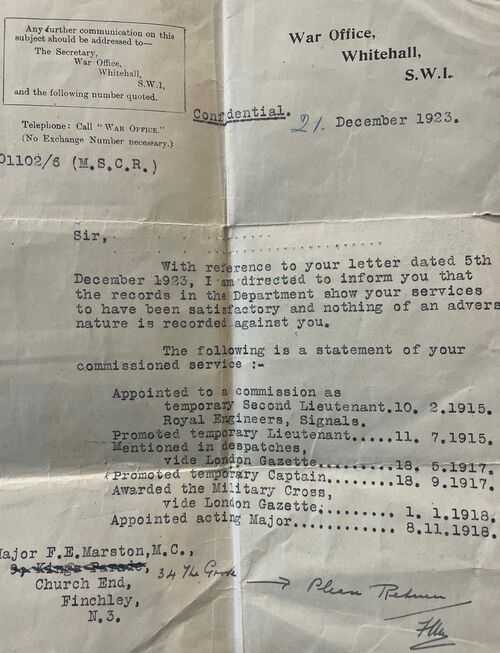 Any further communication on this
subject should be addressed to—
The Secretary,
War Office,
Whitehall,
S.W.1,
and the following number quoted.
War Office,
Whitehall,
S.W.1.
Telephone: Call "WAR OFFICE."
(No Exchange Number necessary.)
Confidential.
21. December 1923.
01102/6 (M.S.C.R.)
Sir,
With reference to your letter dated 5th
December 1923, I am directed to inform you that
the records in the Department show your services
to have been satisfactory and nothing of an advers
nature is recorded against you.
The following is a statement of your
commissioned service :-
Appointed to a commission as
temporary Second Lieutenant.10. 2.1915.
Royal Engineers, Signals.
Promoted temporary Lieutenant.....11. 7.1915.
Mentioned in despatches,
vide London Gazette.....18. 5.1917.
Promoted temporary Captain.......18. 9.1917.
Awarded the Military Cross,
vide London Gazette:........ 1. 1.1918.
Appointed acting Major............ 8.11.1918.
ajor F.E.Marston,M.C.,
9, Kings Parade, 34 The Grove
Church End,
Finchley,
N.3.
→ Please Return